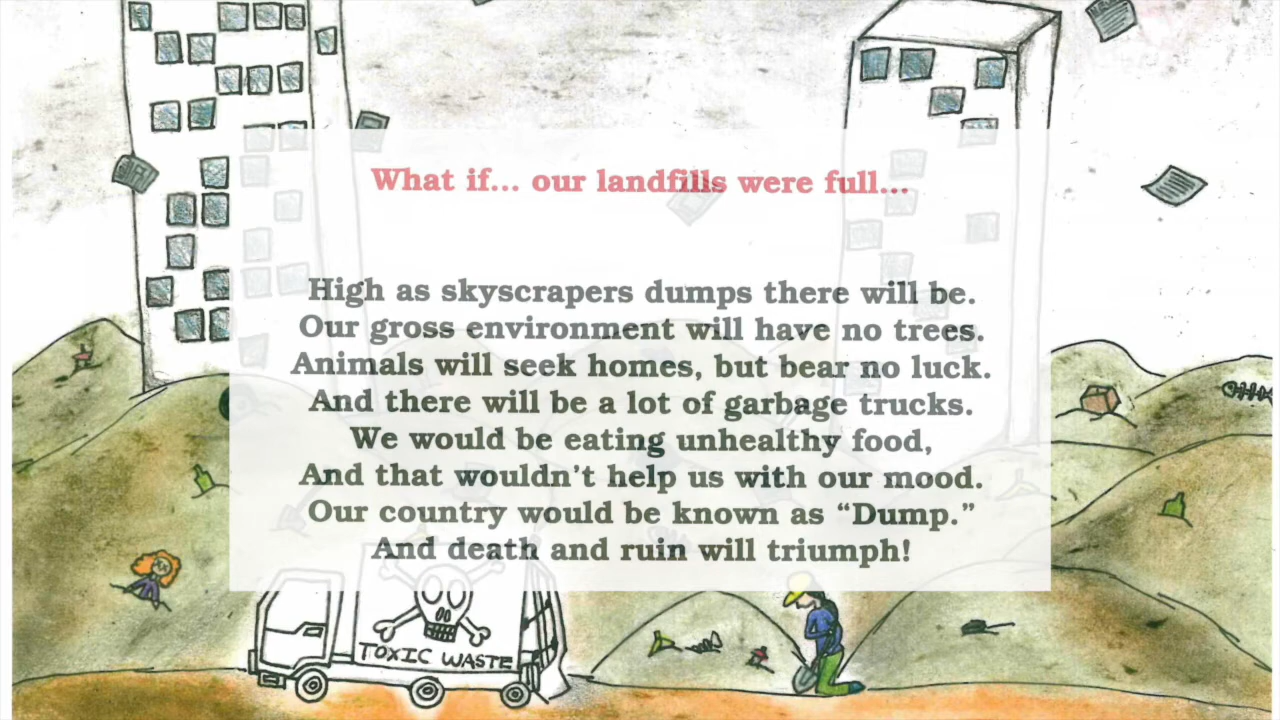 What if... our landfills were full...
High as skyscrapers dumps there will be.
Our gross environment will have no trees.
Animals will seek homes, but bear no luck.
And there will be a lot of garbage trucks.
We would be eating unhealthy food,
And that wouldn’t help us with our mood.
Our country would be known as “Dump.”
And death and ruin will triumph!
TOXIC WASTE